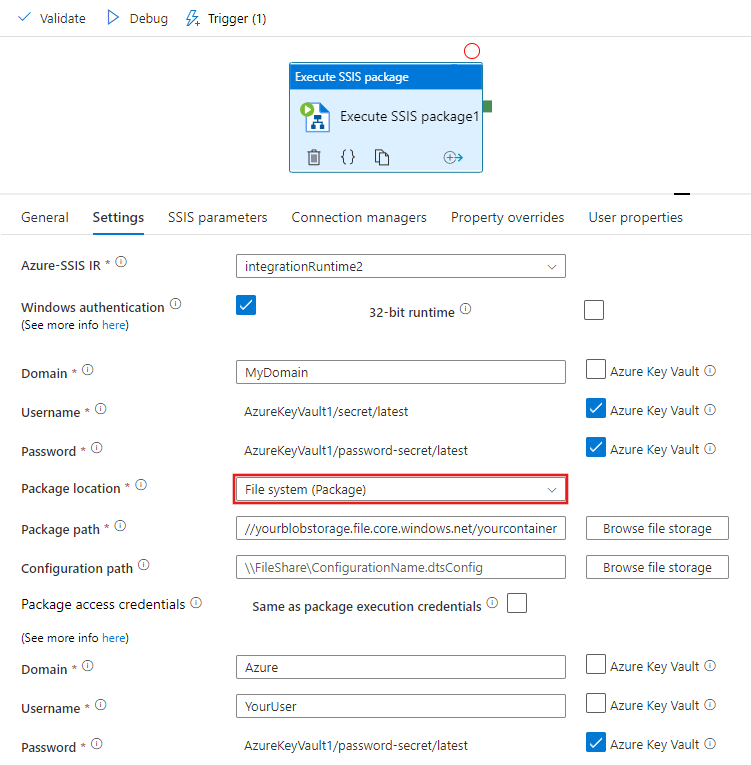 Validate Debug Trigger (1)
Execute SSIS package
Execute SSIS package1
General Settings SSIS parameters Connection managers Property overrides User properties
Azure-SSIS IR * integrationRuntime2
Windows authentication
(See more info here)
32-bit runtime
Domain * MyDomain Azure Key Vault
Username * AzureKeyVault1/secret/latest Azure Key Vault
Password * AzureKeyVault1/password-secret/latest Azure Key Vault
Package location * File system (Package)
Package path * //yourblobstorage.file.core.windows.net/yourcontainer Browse file storage
Configuration path \\FileShare\ConfigurationName.dtsConfig Browse file storage
Package access credentials Same as package execution credentials
(See more info here)
Domain * Azure Azure Key Vault
Username * YourUser Azure Key Vault
Password * AzureKeyVault1/password-secret/latest Azure Key Vault